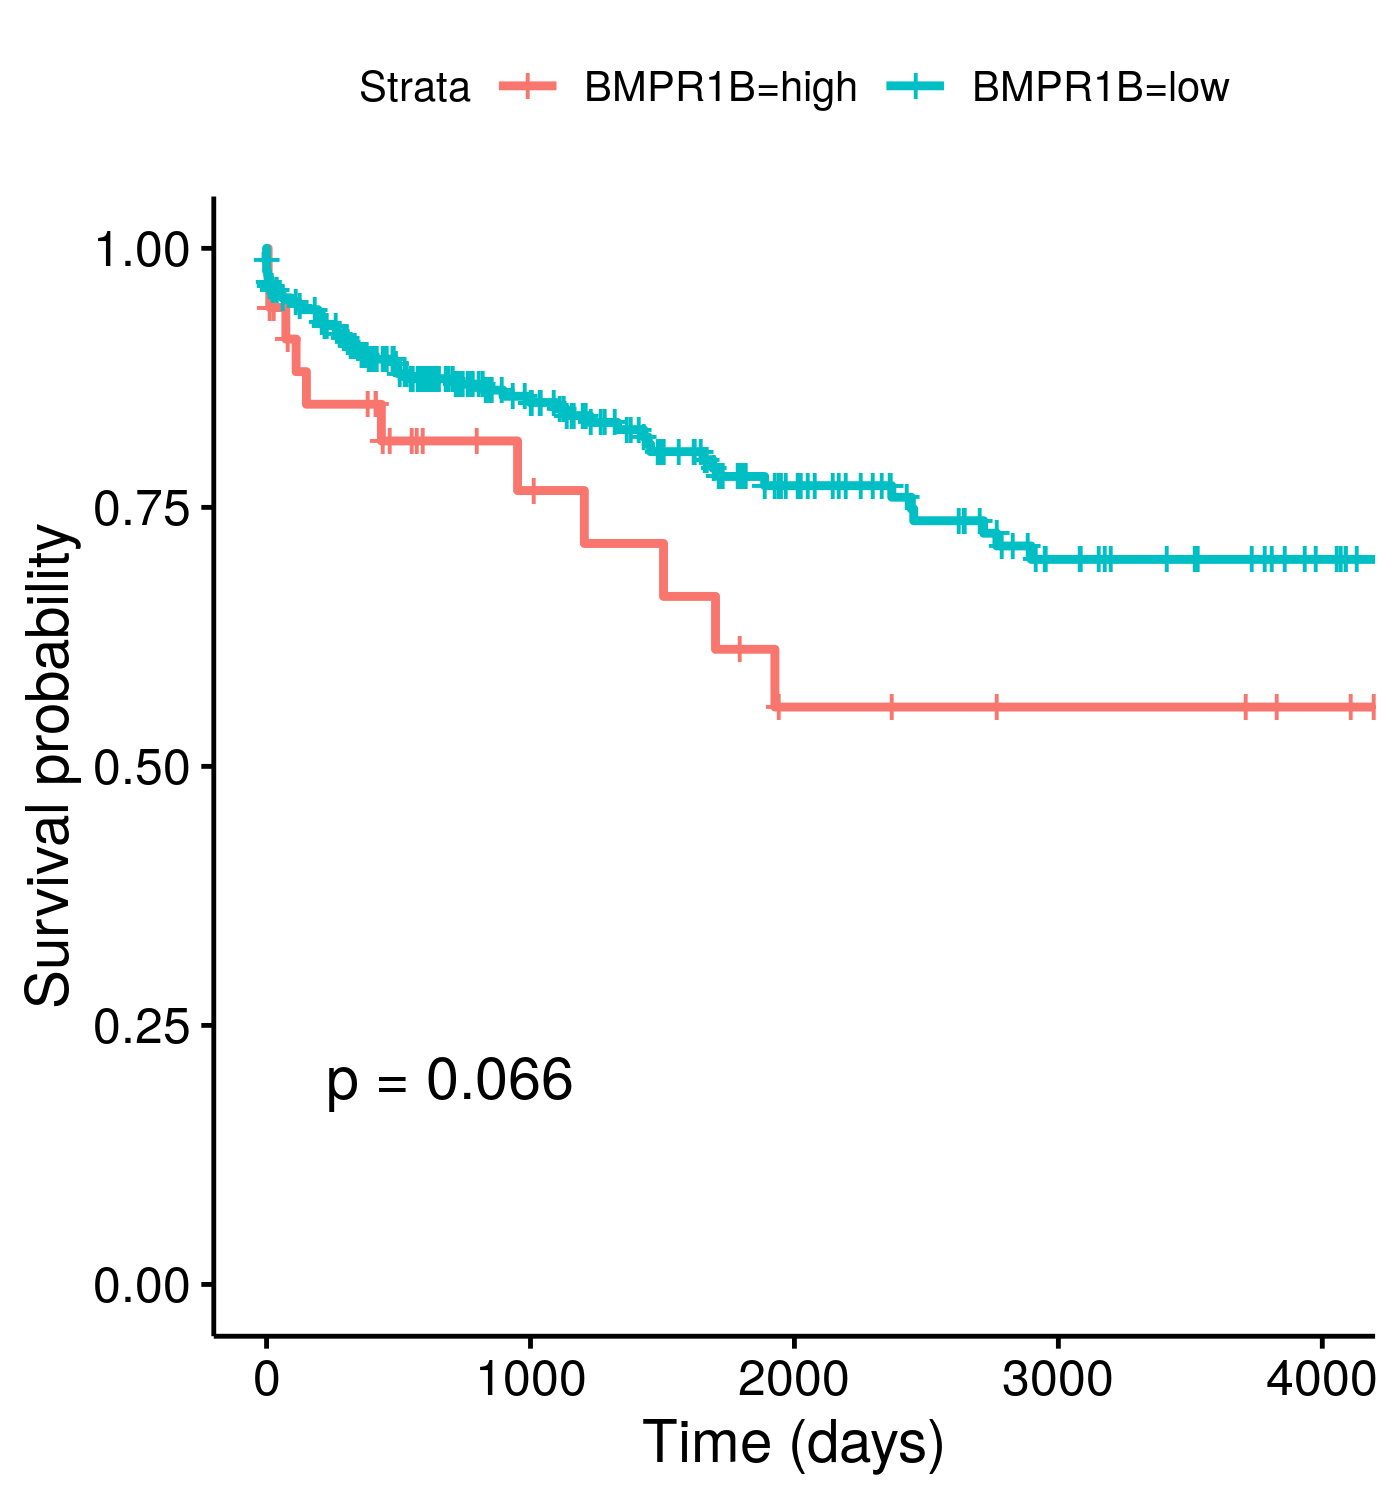 Strata BMPR1B=high BMPR1B=low
1.00
0.75
0.50
0.25
0.00
Survival probability
p = 0.066
0 1000 2000 3000 4000
Time (days)